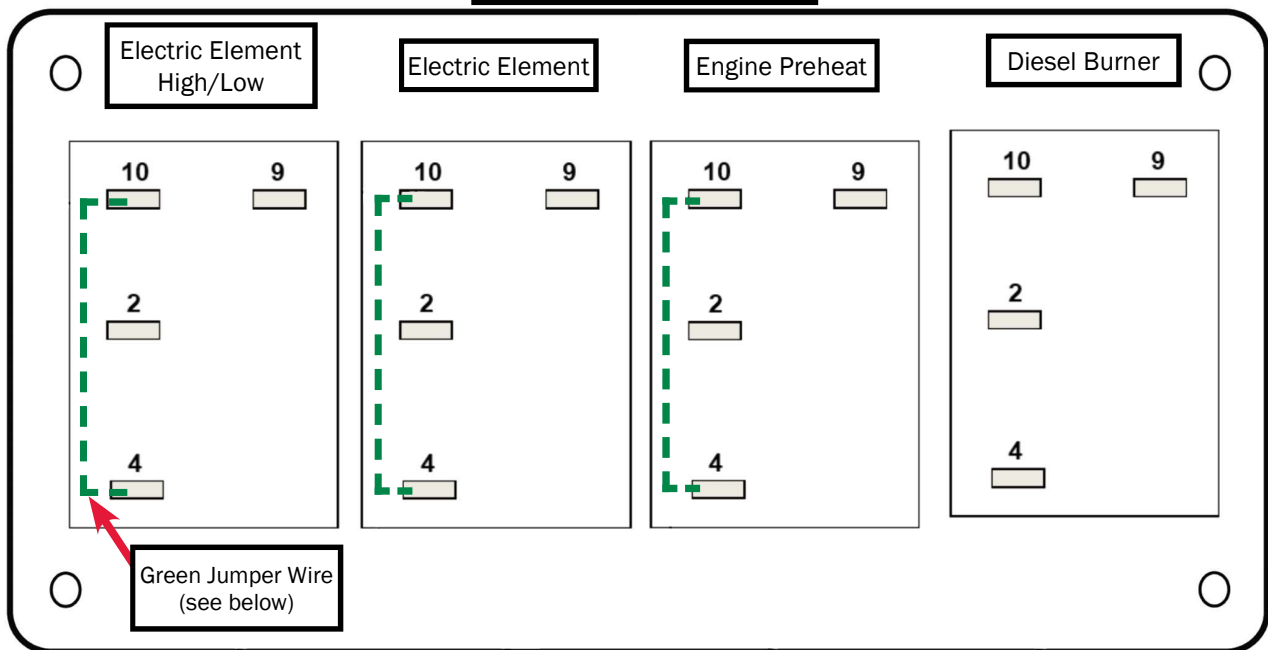 Electric Element
High/Low
Electric Element
Engine Preheat
Diesel Burner
10 9
10 9
10 9
10 9
2
2
2
2
4
4
4
4
Green Jumper Wire
(see below)